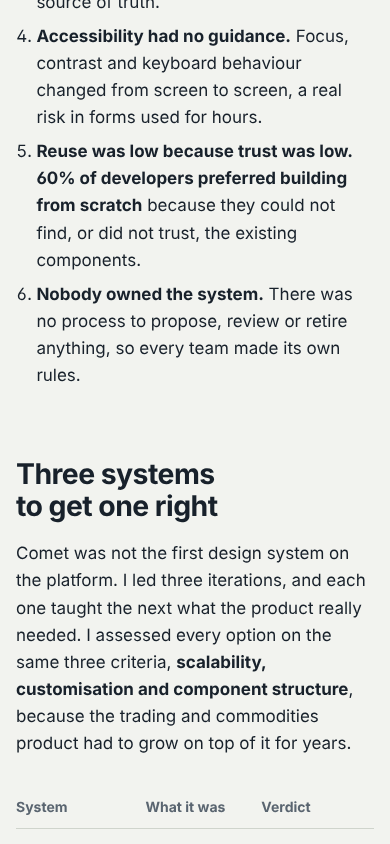 source of truth.
4. Accessibility had no guidance. Focus,
contrast and keyboard behaviour
changed from screen to screen, a real
risk in forms used for hours.
5. Reuse was low because trust was low.
60% of developers preferred building
from scratch because they could not
find, or did not trust, the existing
components.
6. Nobody owned the system. There was
no process to propose, review or retire
anything, so every team made its own
rules.
Three systems
to get one right
Comet was not the first design system on
the platform. I led three iterations, and each
one taught the next what the product really
needed. I assessed every option on the
same three criteria, scalability,
customisation and component structure,
because the trading and commodities
product had to grow on top of it for years.
System What it was Verdict